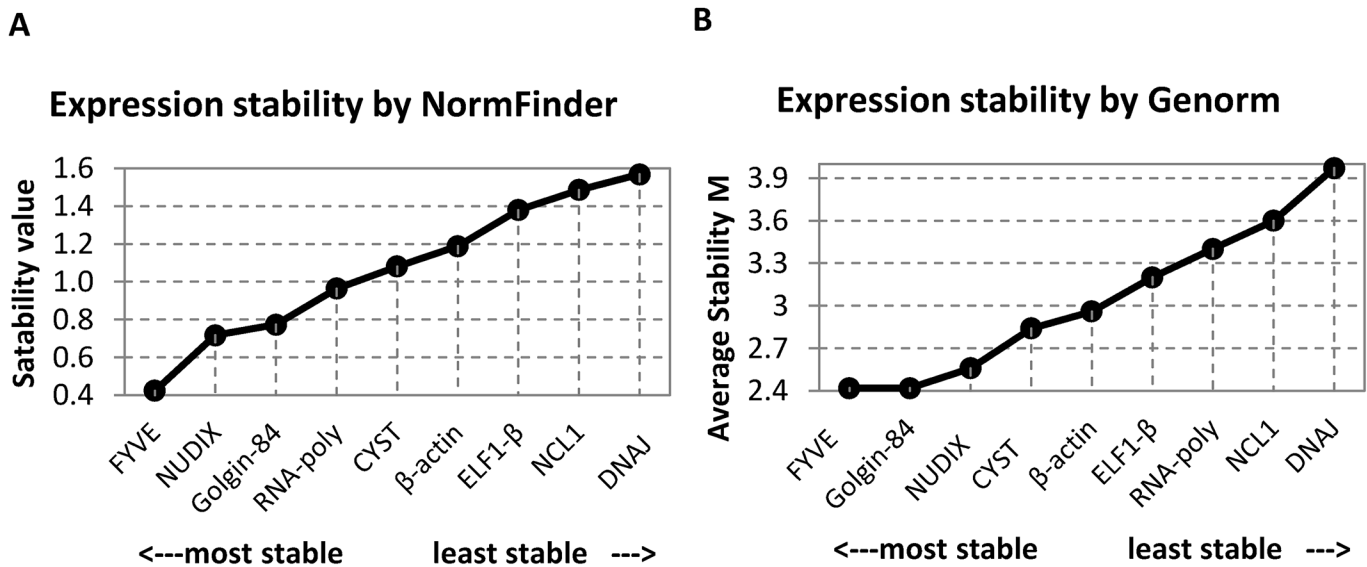 A
Expression stability by NormFinder
Satability value
1.6
1.4
1.2
1.0
0.8
0.6
0.4
FYVE
NUDIX
Golgin-84
RNA-poly
CYST
β-actin
ELF1-β
NCL1
DNAJ
<---most stable least stable --->
B
Expression stability by Genorm
Average Stability M
3.9
3.6
3.3
3
2.7
2.4
FYVE
Golgin-84
NUDIX
CYST
β-actin
ELF1-β
RNA-poly
NCL1
DNAJ
<---most stable least stable --->